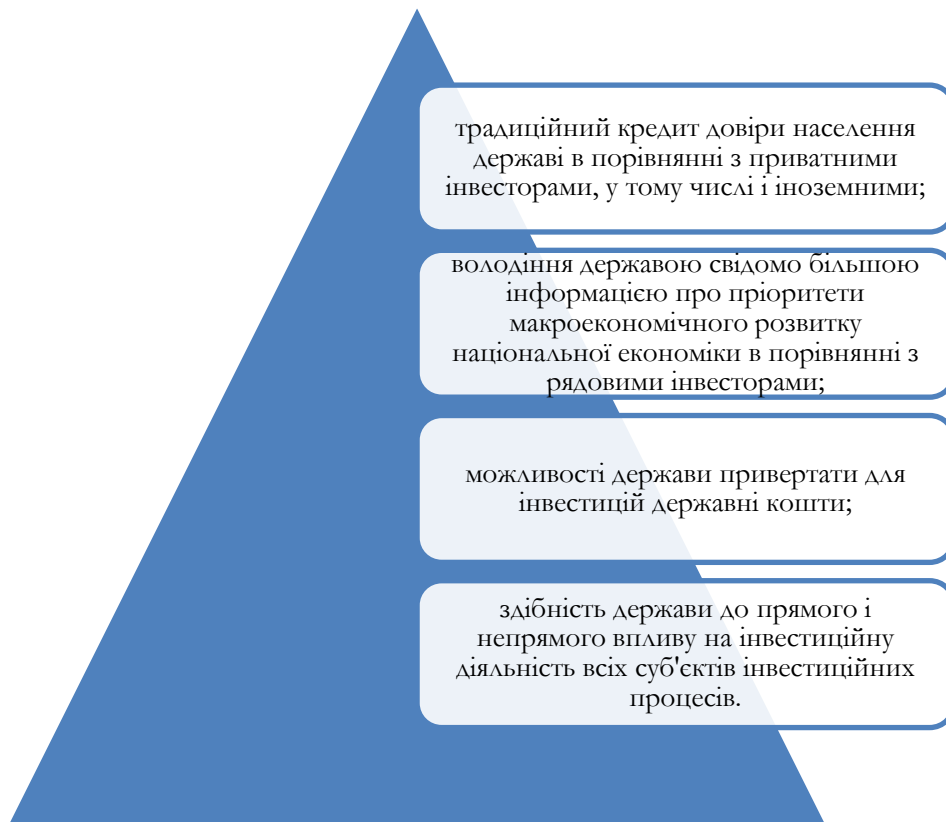 традиційний кредит довіри населення
державі в порівнянні з приватними
інвесторами, у тому числі і іноземними;
володіння державою свідомо більшою
інформацією про пріоритети
макроекономічного розвитку
національної економіки в порівнянні з
рядовими інвесторами;
можливості держави привертати для
інвестицій державні кошти;
здібність держави до прямого і
непрямого впливу на інвестиційну
діяльність всіх суб'єктів інвестиційних
процесів.